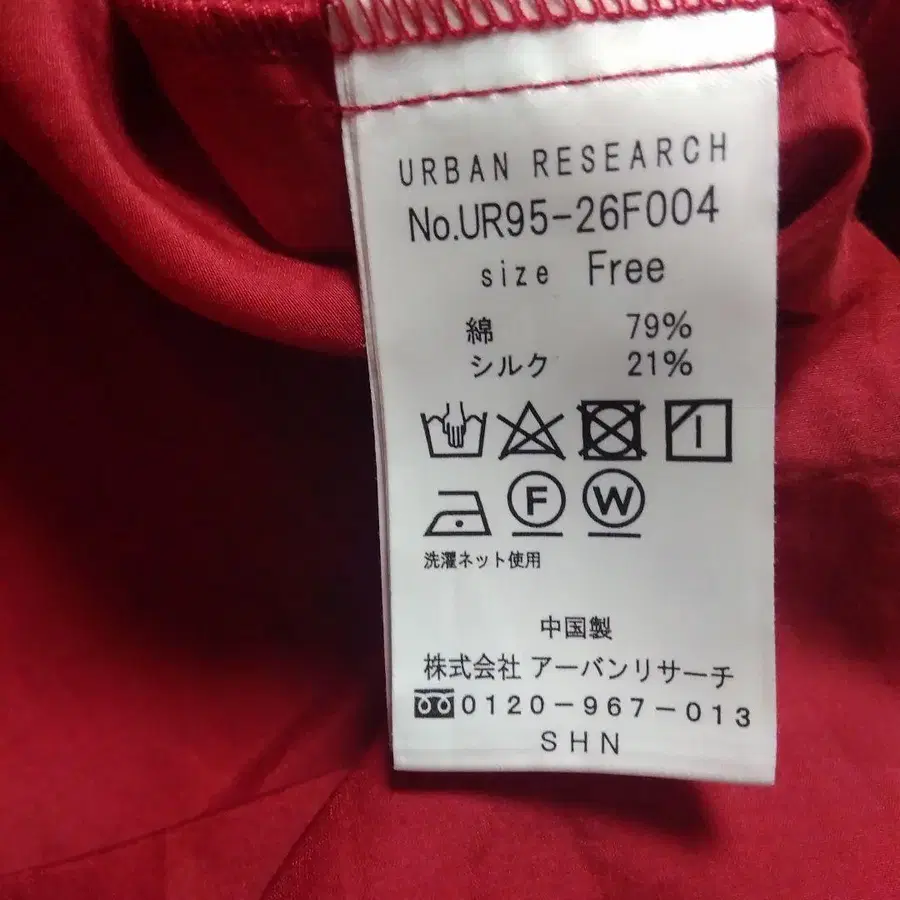 URBAN RESEARCH
No.UR95-26F004
size Free
綿 79%
シルク 21%
F W
洗濯ネット使用
中国製
株式会社 アーバンリサーチ
0120-967-013
SHN